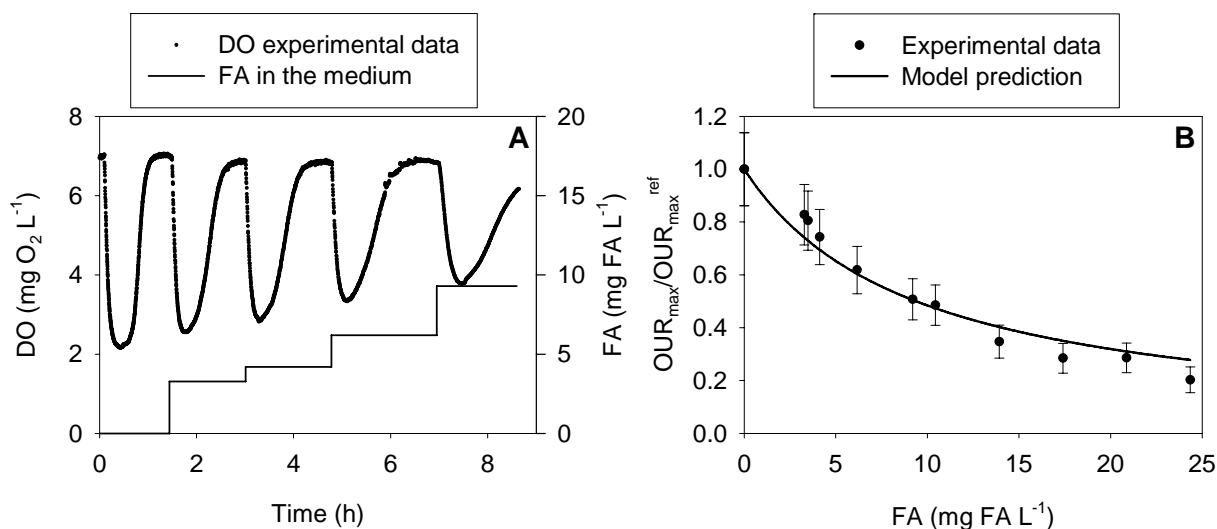 DO experimental data
FA in the medium
8
6
4
2
0
DO (mg O₂ L⁻¹)
A
20
15
10
5
0
FA (mg FA L⁻¹)
0 2 4 6 8
Time (h)
Experimental data
Model prediction
1.2
1.0
0.8
0.6
0.4
0.2
0.0
OURmax/OURmax^ref
B
0 5 10 15 20 25
FA (mg FA L⁻¹)